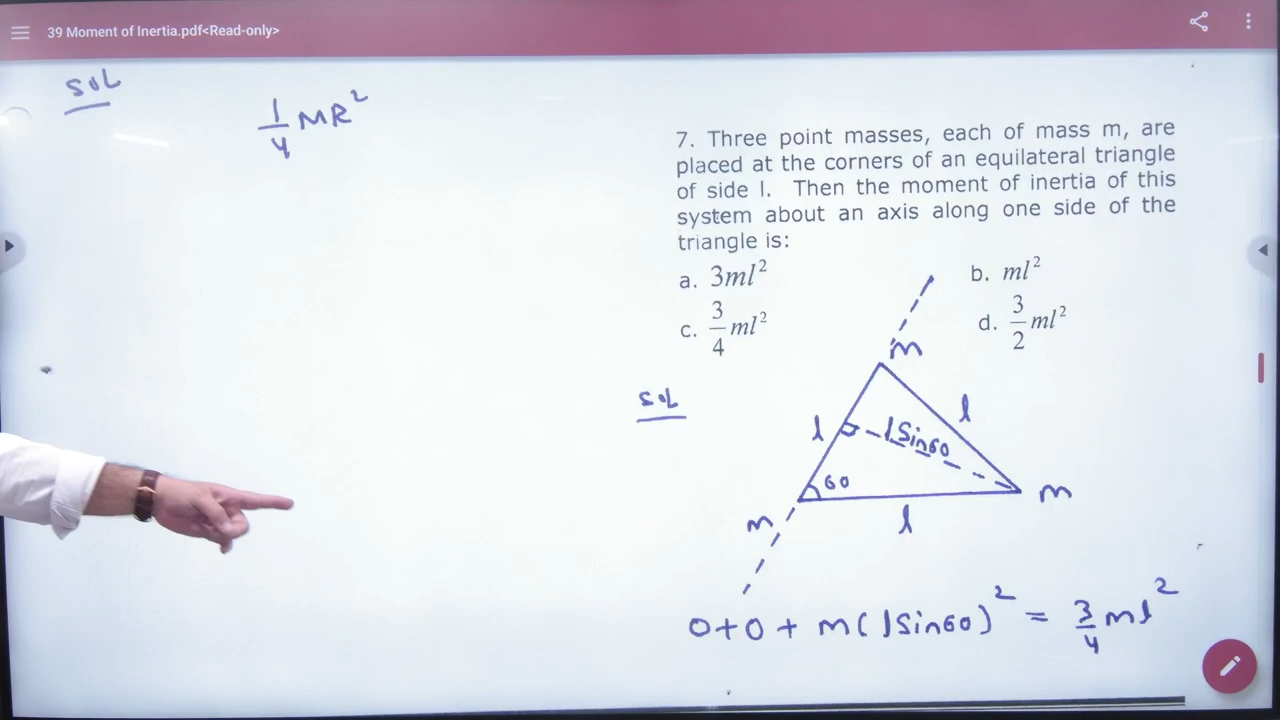 39 Moment of Inertia.pdf<Read-only>
SOL
1/4 MR²
7. Three point masses, each of mass m, are
placed at the corners of an equilateral triangle
of side l. Then the moment of inertia of this
system about an axis along one side of the
triangle is:
a. 3ml² b. ml²
c. 3/4 ml² d. 3/2 ml²
SOL
m
l
l
l Sin60
60
m
m
l
0+0 + m(lSin60)² = 3/4 ml²